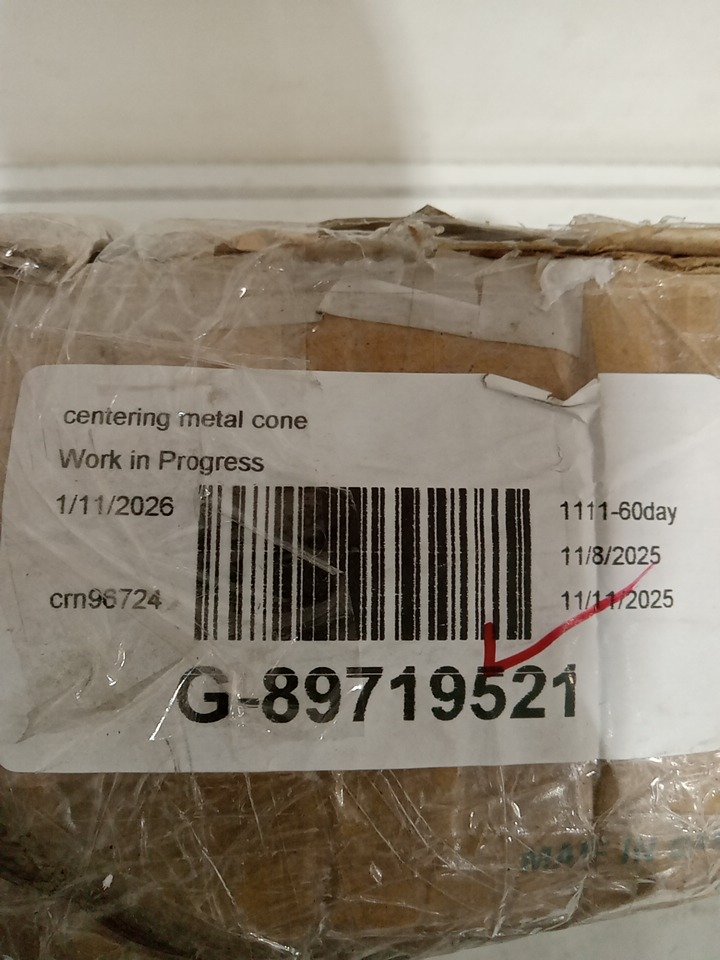 centering metal cone
Work in Progress
1/11/2026
1111-60day
11/8/2025
crn96724
11/11/2025
G-89719521
IN